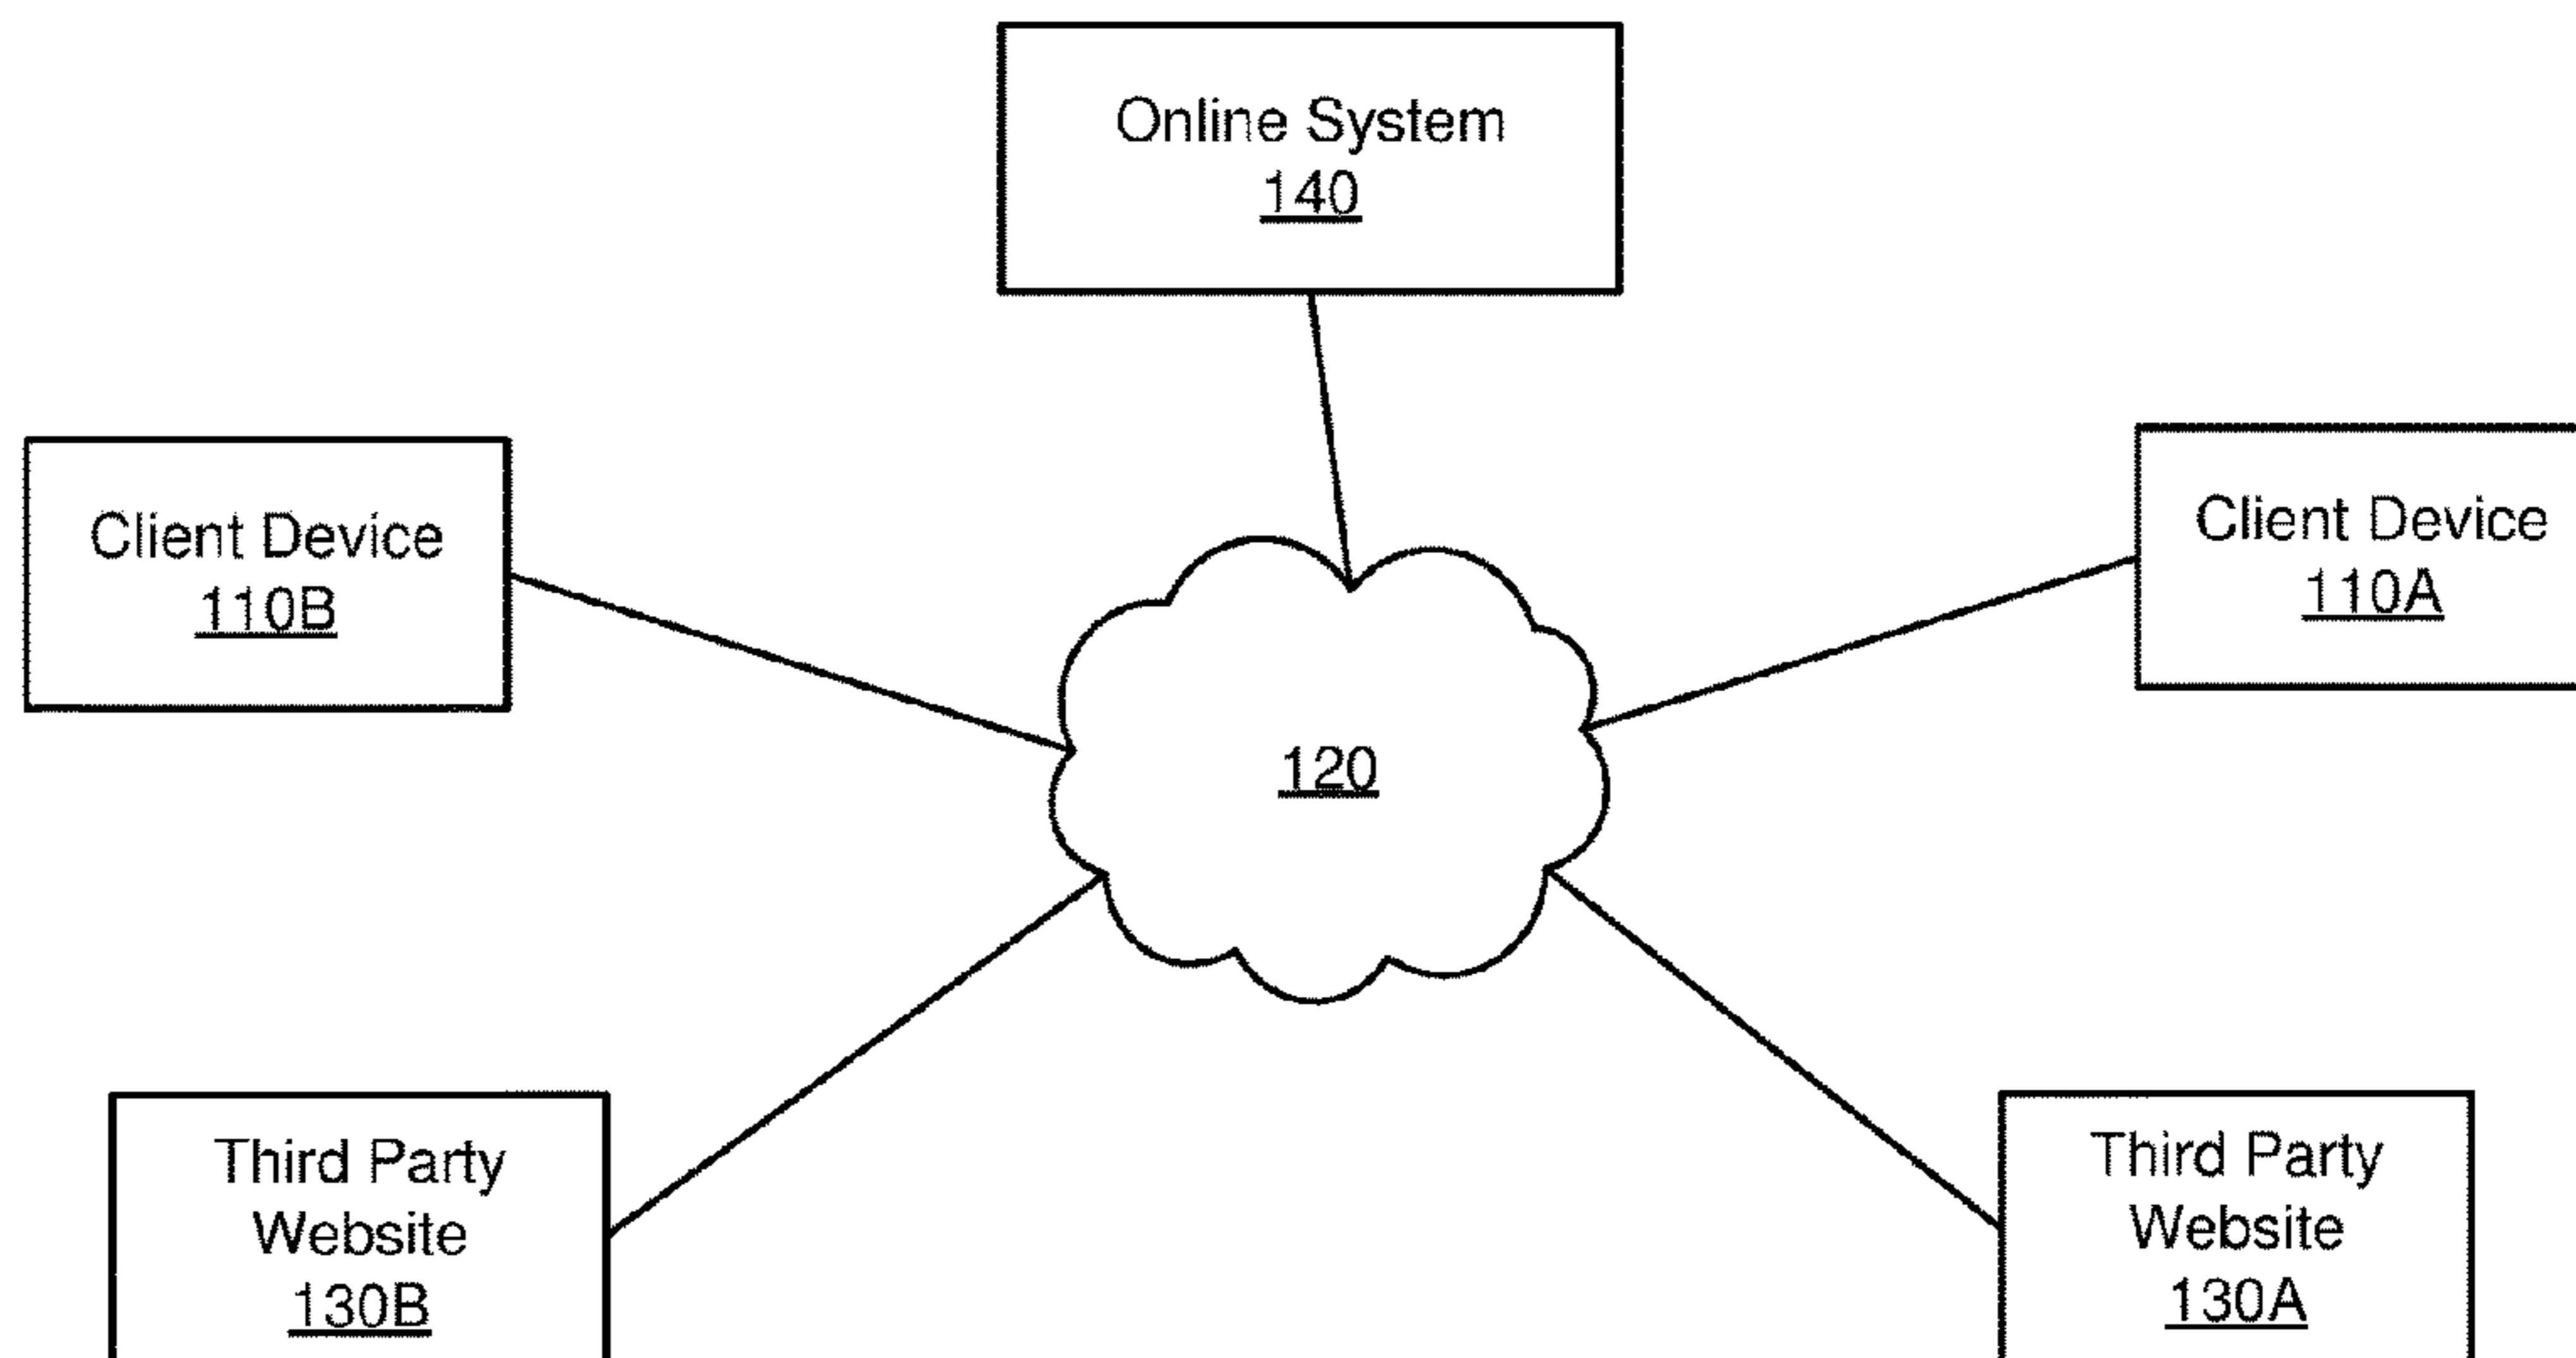 Online System
140
Client Device
110B
Client Device
110A
120
Third Party
Website
130B
Third Party
Website
130A